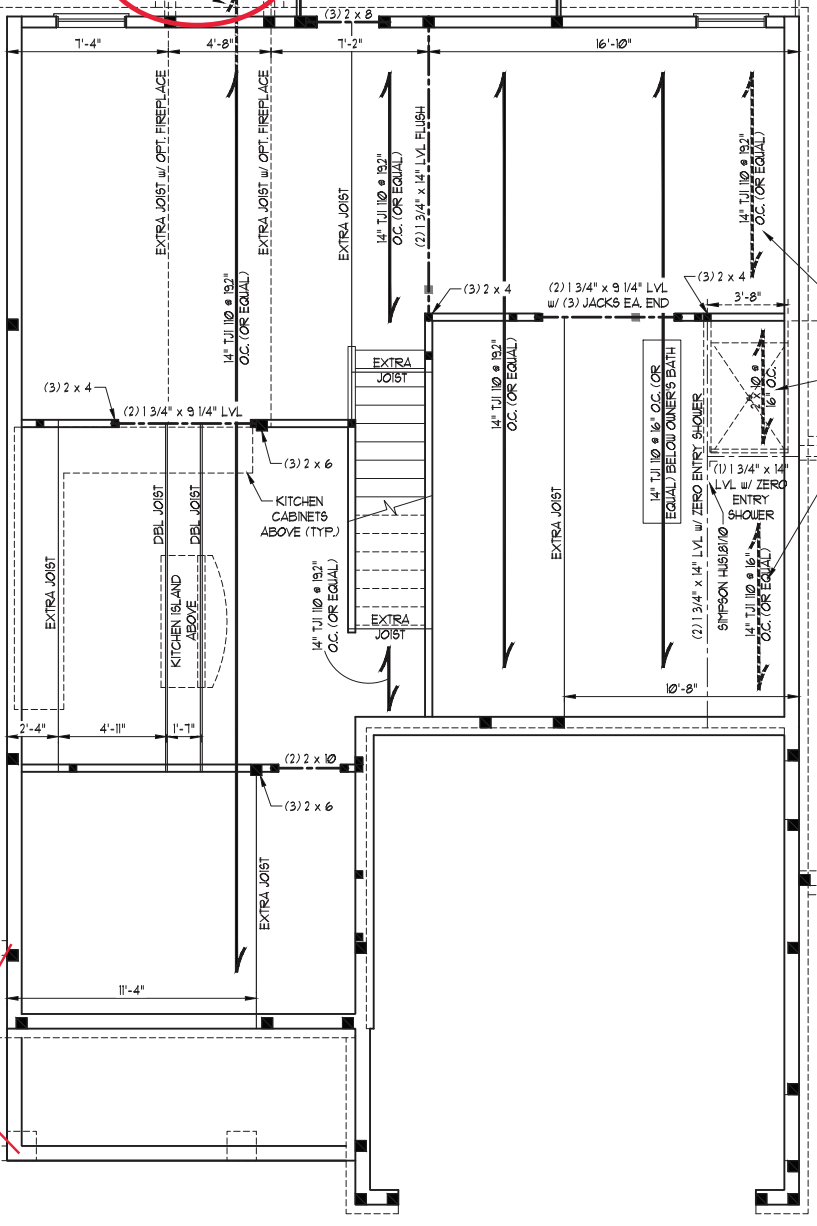 (3) 2 x 8
7'-4"
4'-8"
7'-2"
16'-10"
EXTRA JOIST w/ OPT. FIREPLACE
EXTRA JOIST w/ OPT. FIREPLACE
EXTRA JOIST
14" TJI 110 @ 19.2"
O.C. (OR EQUAL)
(2) 1 3/4" x 14" LVL FLUSH
14" TJI 110 @ 19.2"
O.C. (OR EQUAL)
14" TJI 110 @ 19.2"
O.C. (OR EQUAL)
(3) 2 x 4
(2) 1 3/4" x 9 1/4" LVL
w/ (3) JACKS EA. END
(3) 2 x 4
3'-8"
EXTRA
JOIST
14" TJI 110 @ 19.2"
O.C. (OR EQUAL)
14" TJI 110 @ 16" O.C. (OR
EQUAL) BELOW OWNER'S BATH
2 x 10 @
16" O.C.
(3) 2 x 4
(2) 1 3/4" x 9 1/4" LVL
(3) 2 x 6
KITCHEN
CABINETS
ABOVE (TYP.)
(2) 1 3/4" x 14" LVL w/ ZERO ENTRY SHOWER
(1) 1 3/4" x 14"
LVL w/ ZERO
ENTRY
SHOWER
SIMPSON HUS1.81/10
EXTRA JOIST
DBL JOIST
DBL JOIST
EXTRA JOIST
KITCHEN ISLAND
ABOVE
14" TJI 110 @ 19.2"
O.C. (OR EQUAL)
EXTRA
JOIST
14" TJI 110 @ 16"
O.C. (OR EQUAL)
10'-8"
2'-4"
4'-11"
1'-7"
(2) 2 x 10
(3) 2 x 6
EXTRA JOIST
11'-4"